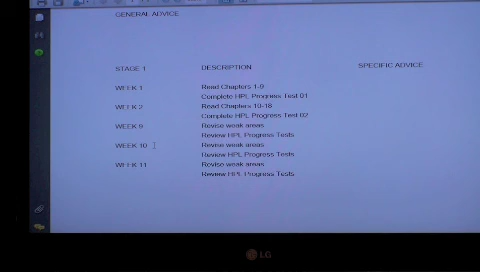 GENERAL ADVICE
STAGE 1 DESCRIPTION SPECIFIC ADVICE
WEEK 1 Read Chapters 1-9
Complete HPL Progress Test 01
WEEK 2 Read Chapters 10-18
Complete HPL Progress Test 02
WEEK 9 Revise weak areas
Review HPL Progress Tests
WEEK 10 Revise weak areas
Review HPL Progress Tests
WEEK 11 Revise weak areas
Review HPL Progress Tests
LG